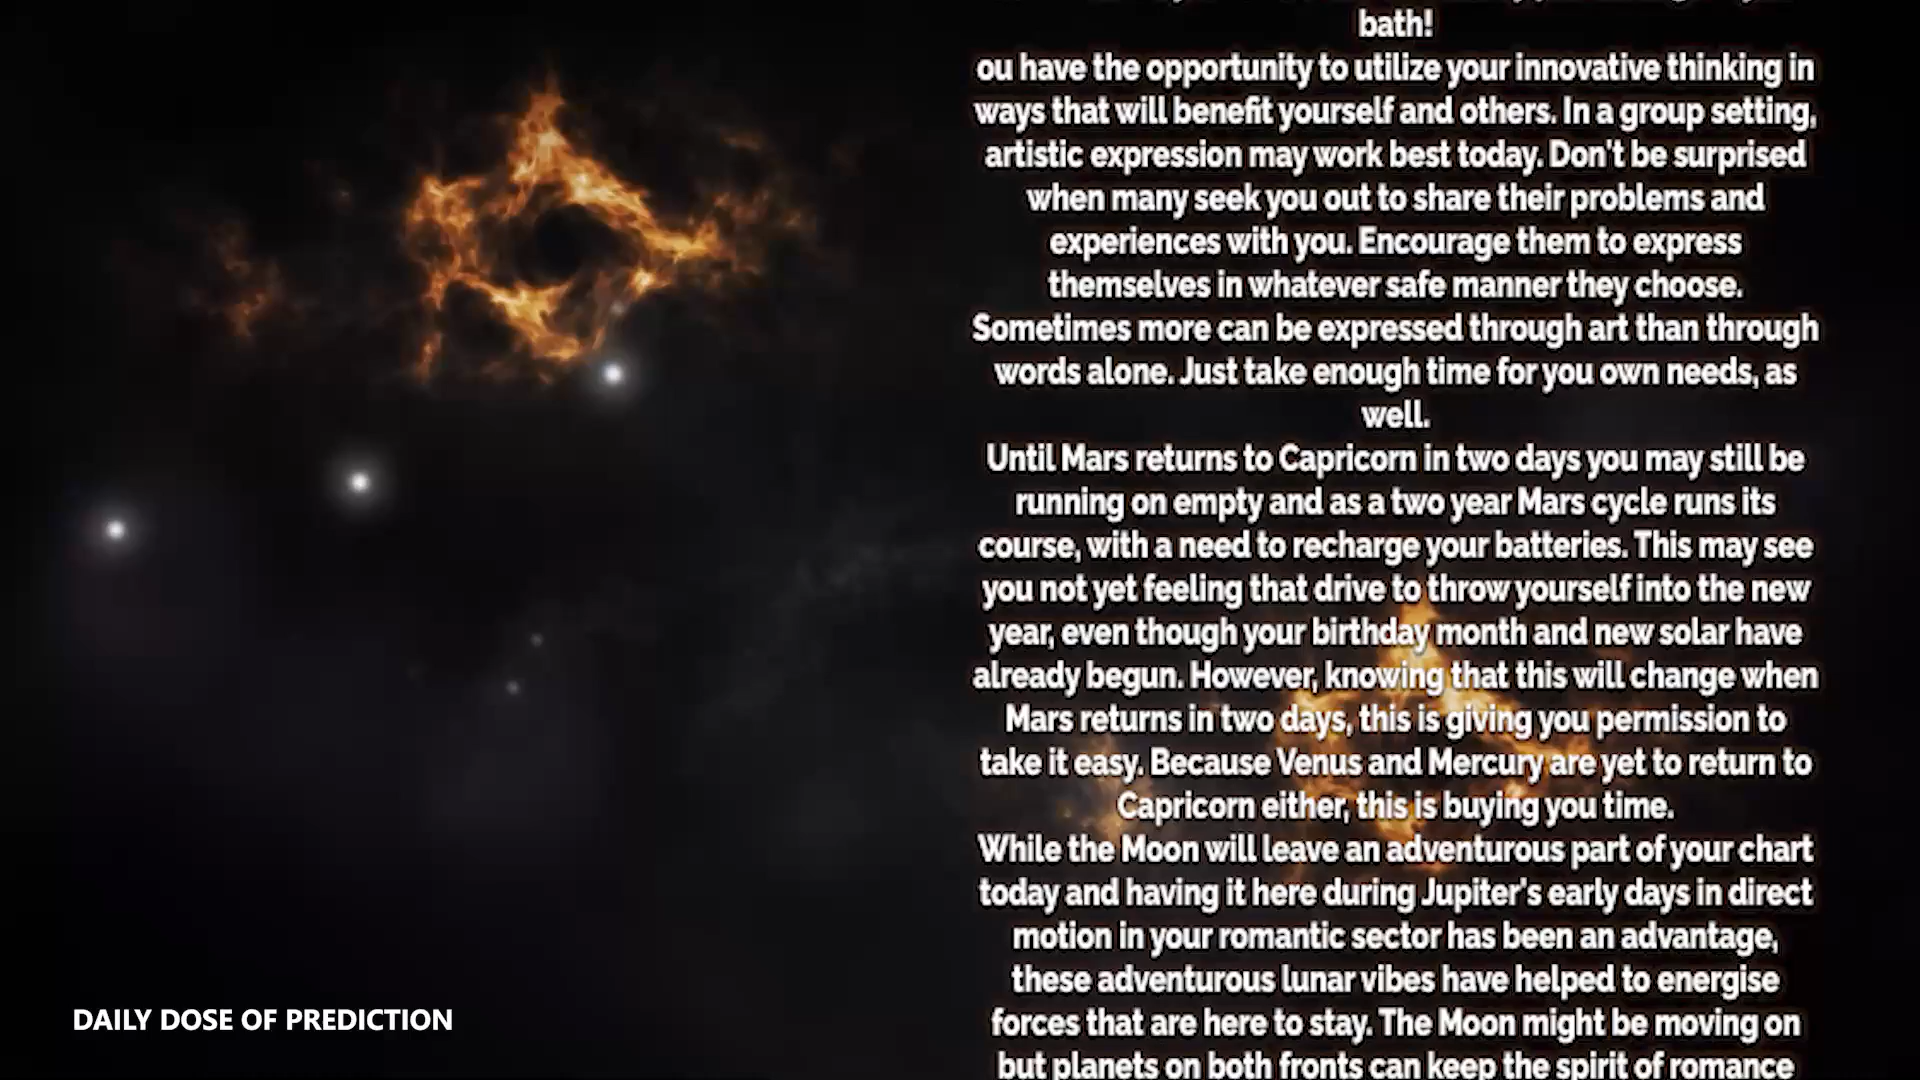 bath!
ou have the opportunity to utilize your innovative thinking in
ways that will benefit yourself and others. In a group setting,
artistic expression may work best today. Don't be surprised
when many seek you out to share their problems and
experiences with you. Encourage them to express
themselves in whatever safe manner they choose.
Sometimes more can be expressed through art than through
words alone. Just take enough time for you own needs, as
well.
Until Mars returns to Capricorn in two days you may still be
running on empty and as a two year Mars cycle runs its
course, with a need to recharge your batteries. This may see
you not yet feeling that drive to throw yourself into the new
year, even though your birthday month and new solar have
already begun. However, knowing that this will change when
Mars returns in two days, this is giving you permission to
take it easy. Because Venus and Mercury are yet to return to
Capricorn either, this is buying you time.
While the Moon will leave an adventurous part of your chart
today and having it here during Jupiter's early days in direct
motion in your romantic sector has been an advantage,
these adventurous lunar vibes have helped to energise
forces that are here to stay. The Moon might be moving on
but planets on both fronts can keep the spirit of romance
DAILY DOSE OF PREDICTION